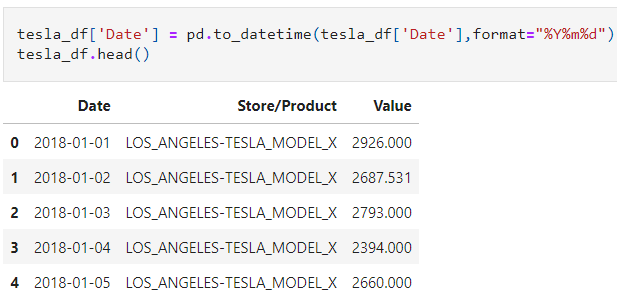 tesla_df['Date'] = pd.to_datetime(tesla_df['Date'],format="%Y%m%d")
tesla_df.head()
Date Store/Product Value
0 2018-01-01 LOS_ANGELES-TESLA_MODEL_X 2926.000
1 2018-01-02 LOS_ANGELES-TESLA_MODEL_X 2687.531
2 2018-01-03 LOS_ANGELES-TESLA_MODEL_X 2793.000
3 2018-01-04 LOS_ANGELES-TESLA_MODEL_X 2394.000
4 2018-01-05 LOS_ANGELES-TESLA_MODEL_X 2660.000